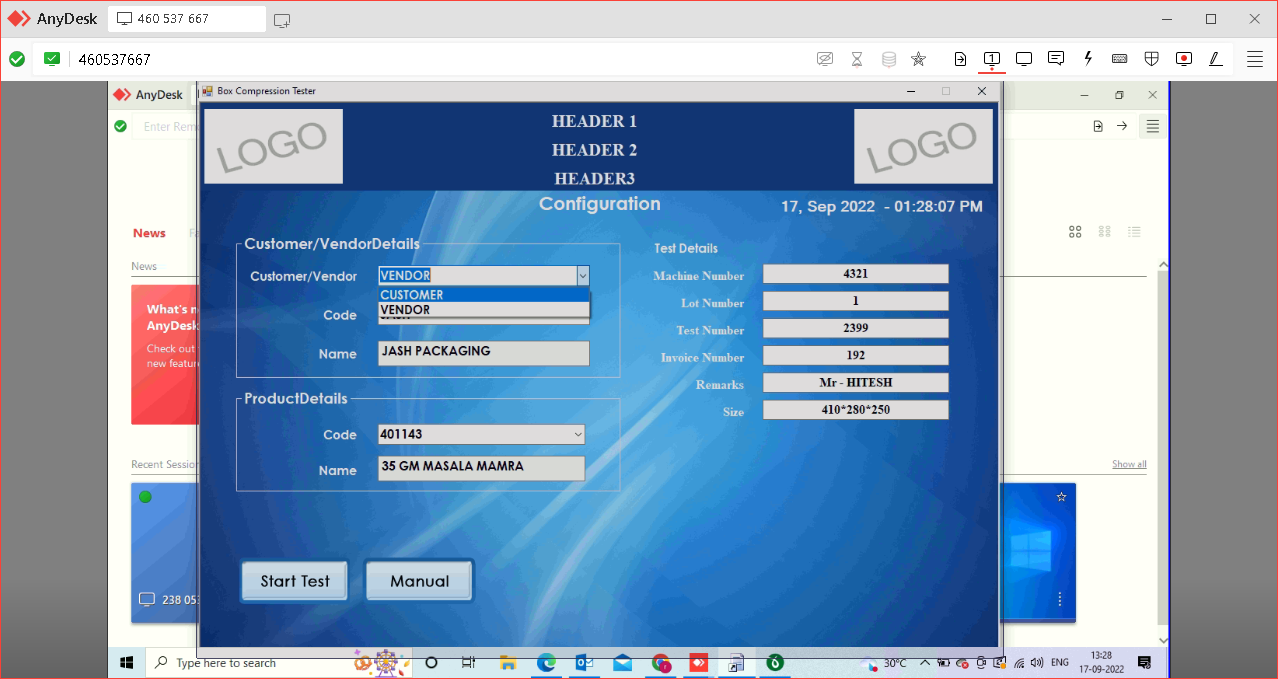 AnyDesk
460 537 667
460537667
AnyDesk
Box Compression Tester
Enter Rem
LOGO
HEADER 1
HEADER 2
HEADER3
LOGO
Configuration
17, Sep 2022 - 01:28:07 PM
News
Fa
News
What's n
AnyDesk
Check out
new feature
Customer/VendorDetails
Customer/Vendor VENDOR
CUSTOMER
VENDOR
Code
Name JASH PACKAGING
ProductDetails
Code 401143
Name 35 GM MASALA MAMRA
Test Details
Machine Number 4321
Lot Number 1
Test Number 2399
Invoice Number 192
Remarks Mr - HITESH
Size 410*280*250
Recent Session
Show all
238 053
Start Test
Manual
Type here to search
30°C
ENG
13:28
17-09-2022